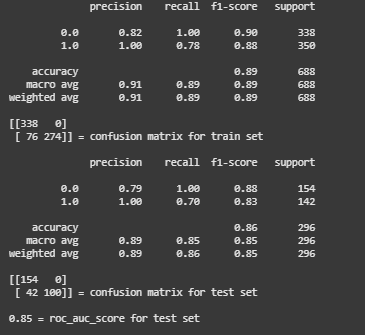 precision recall f1-score support
0.0 0.82 1.00 0.90 338
1.0 1.00 0.78 0.88 350
accuracy 0.89 688
macro avg 0.91 0.89 0.89 688
weighted avg 0.91 0.89 0.89 688
[[338 0]
[ 76 274]] = confusion matrix for train set
precision recall f1-score support
0.0 0.79 1.00 0.88 154
1.0 1.00 0.70 0.83 142
accuracy 0.86 296
macro avg 0.89 0.85 0.85 296
weighted avg 0.89 0.86 0.85 296
[[154 0]
[ 42 100]] = confusion matrix for test set
0.85 = roc_auc_score for test set